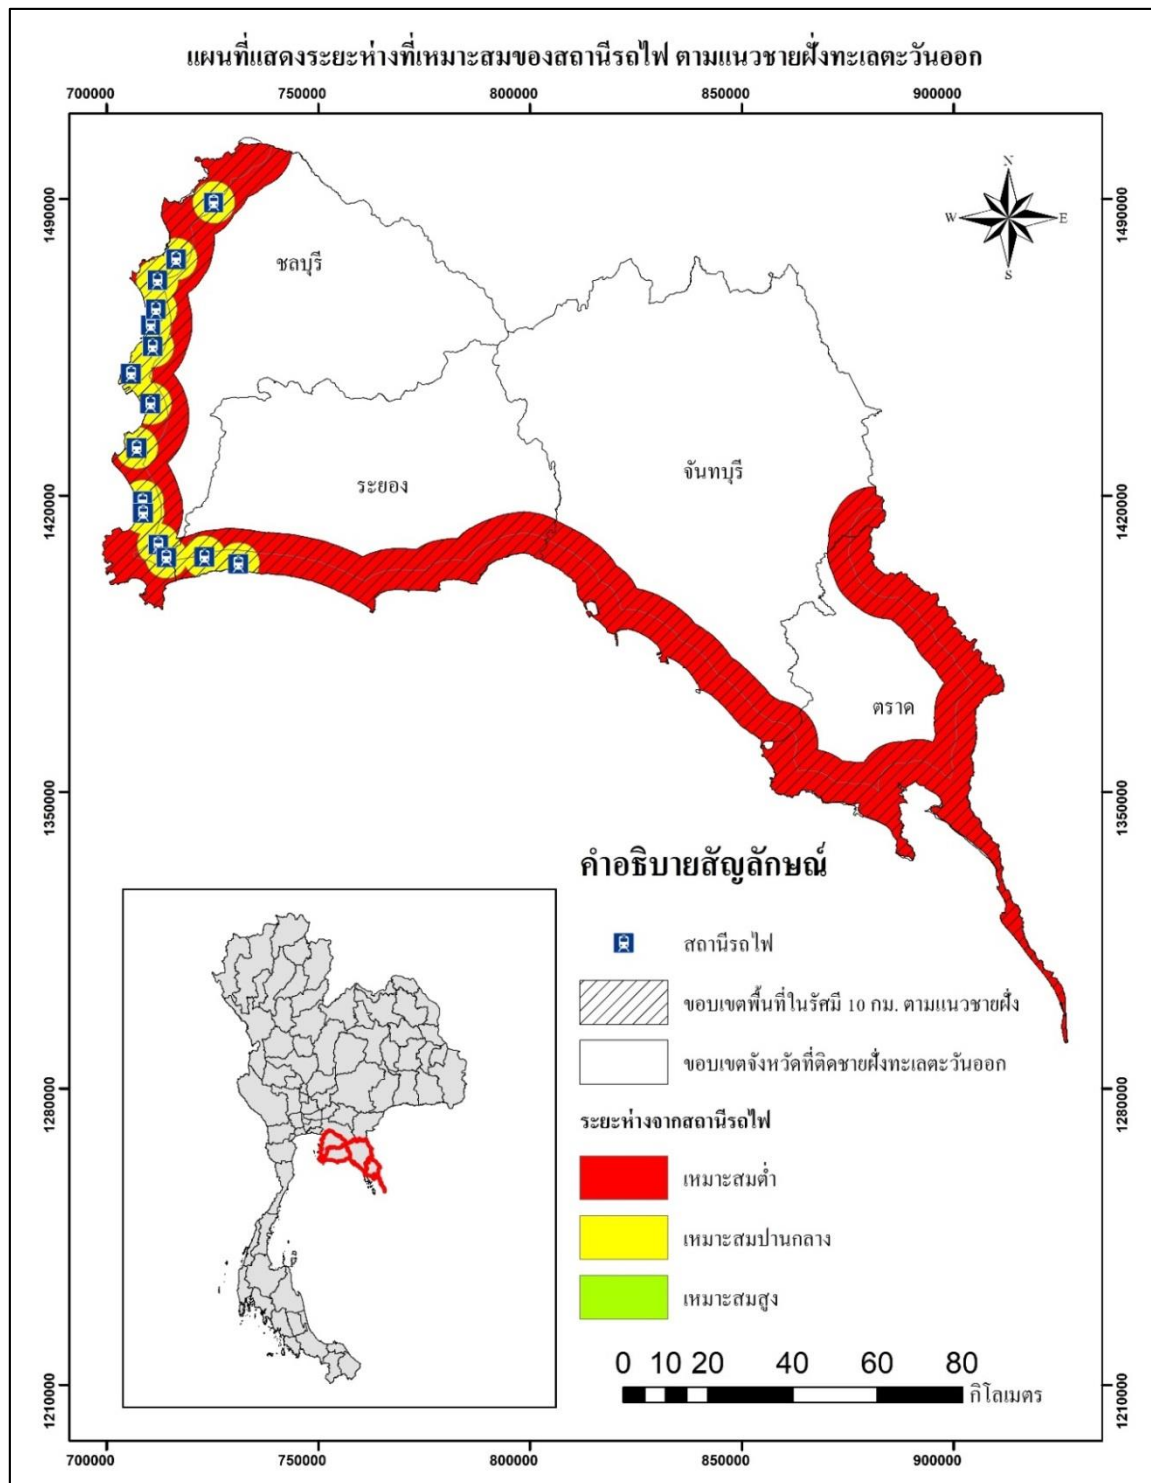 แผนที่แสดงระยะห่างที่เหมาะสมของสถานีรถไฟ ตามแนวชายฝั่งทะเลตะวันออก
700000 750000 800000 850000 900000
N
W E
S
1490000 1490000
ชลบุรี
จันทบุรี
ระยอง
1420000 1420000
ตราด
1350000 1350000
คำอธิบายสัญลักษณ์
สถานีรถไฟ
ขอบเขตพื้นที่ในรัศมี 10 กม. ตามแนวชายฝั่ง
ขอบเขตจังหวัดที่ติดชายฝั่งทะเลตะวันออก
1280000 1280000
ระยะห่างจากสถานีรถไฟ
เหมาะสมต่ำ
เหมาะสมปานกลาง
เหมาะสมสูง
0 10 20 40 60 80
กิโลเมตร
1210000 1210000
700000 750000 800000 850000 900000